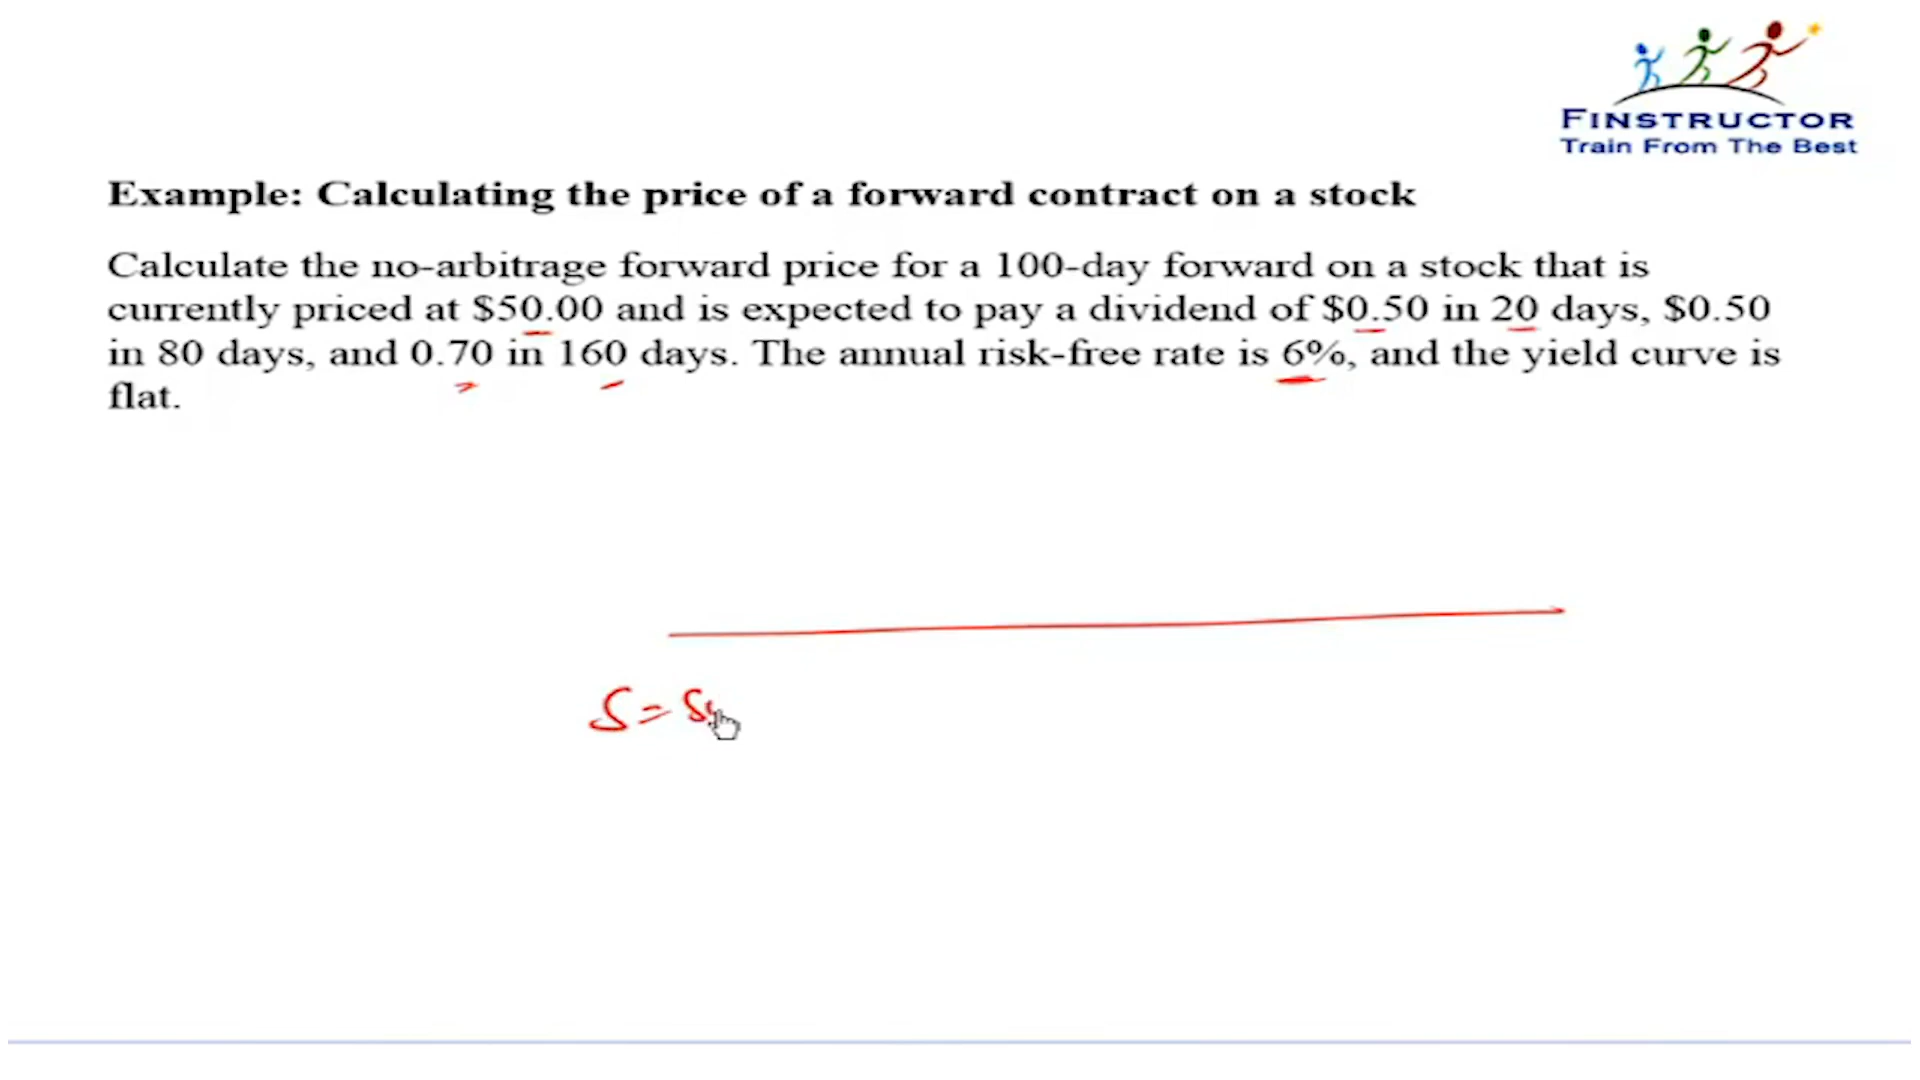 FINSTRUCTOR
Train From The Best
Example: Calculating the price of a forward contract on a stock
Calculate the no-arbitrage forward price for a 100-day forward on a stock that is
currently priced at $50.00 and is expected to pay a dividend of $0.50 in 20 days, $0.50
in 80 days, and 0.70 in 160 days. The annual risk-free rate is 6%, and the yield curve is
flat.
S =